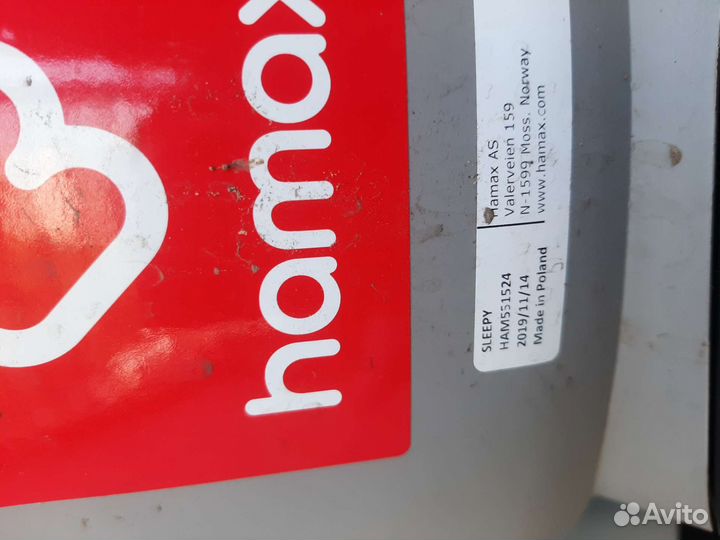 hamax
SLEEPY
HAM551524
2019/11/14
Made in Poland
Hamax AS
Valerveien 159
N-1599 Moss. Norway
www.hamax.com
Avito